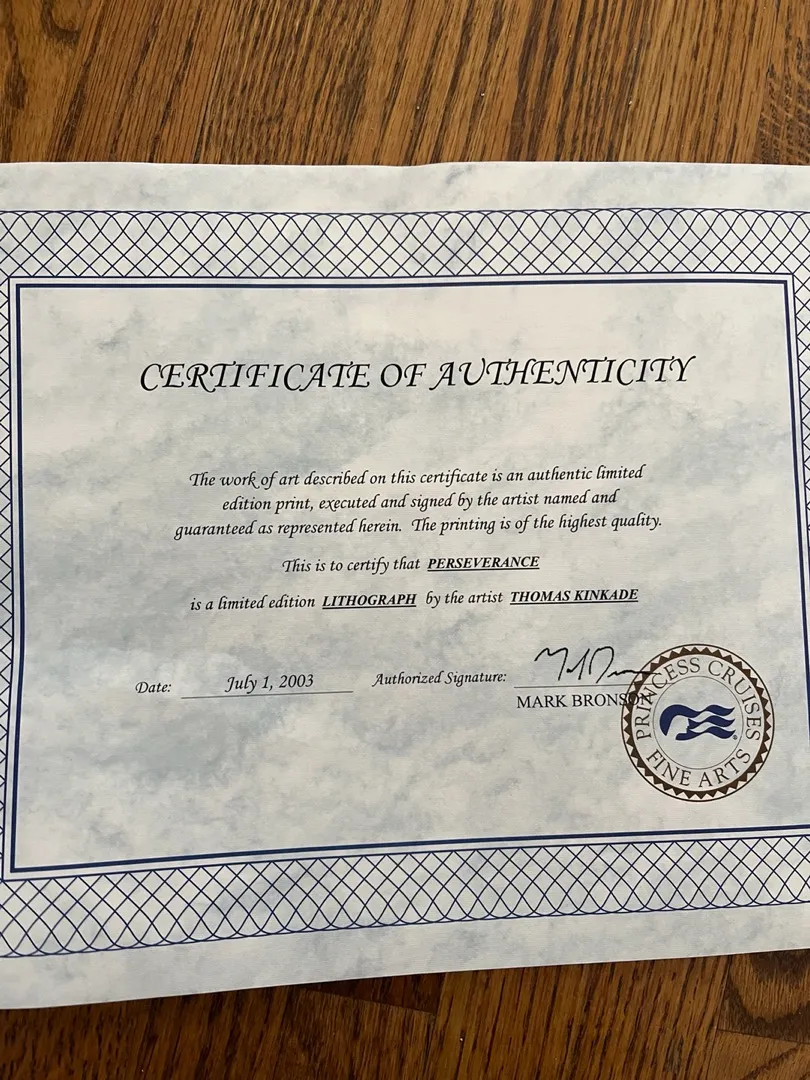 CERTIFICATE OF AUTHENTICITY
The work of art described on this certificate is an authentic limited
edition print, executed and signed by the artist named and
guaranteed as represented herein. The printing is of the highest quality.
This is to certify that PERSEVERANCE
is a limited edition LITHOGRAPH by the artist THOMAS KINKADE
Date: July 1, 2003 Authorized Signature:
MARK BRONSON
PRINCESS CRUISES
FINE ARTS